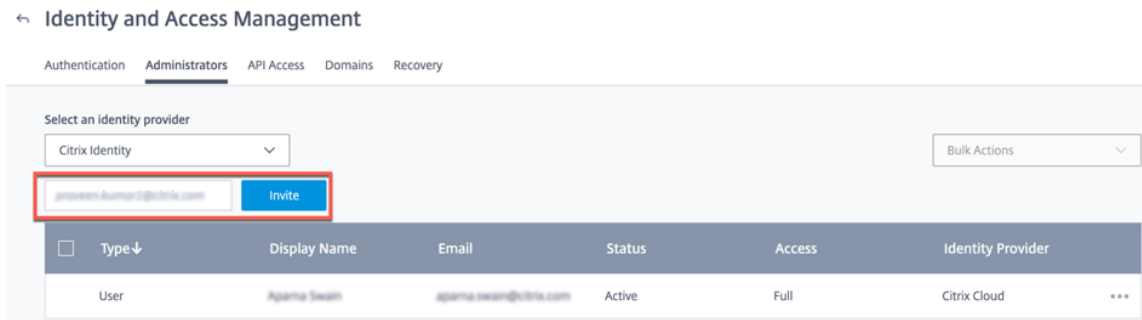 Identity and Access Management
Authentication Administrators API Access Domains Recovery
Select an identity provider
Citrix Identity
Bulk Actions
Invite
Type Display Name Email Status Access Identity Provider
User Active Full Citrix Cloud